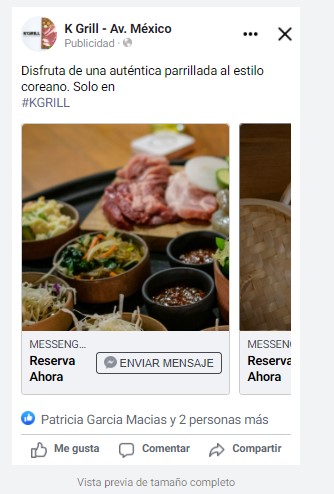 K Grill - Av. México
Publicidad ·
Disfruta de una auténtica parrillada al estilo
coreano. Solo en
#KGRILL
MESSENG...
Reserva
Ahora
ENVIAR MENSAJE
MESSENG
Reserva
Ahora
Patricia Garcia Macias y 2 personas más
Me gusta
Comentar
Compartir
Vista previa de tamaño completo